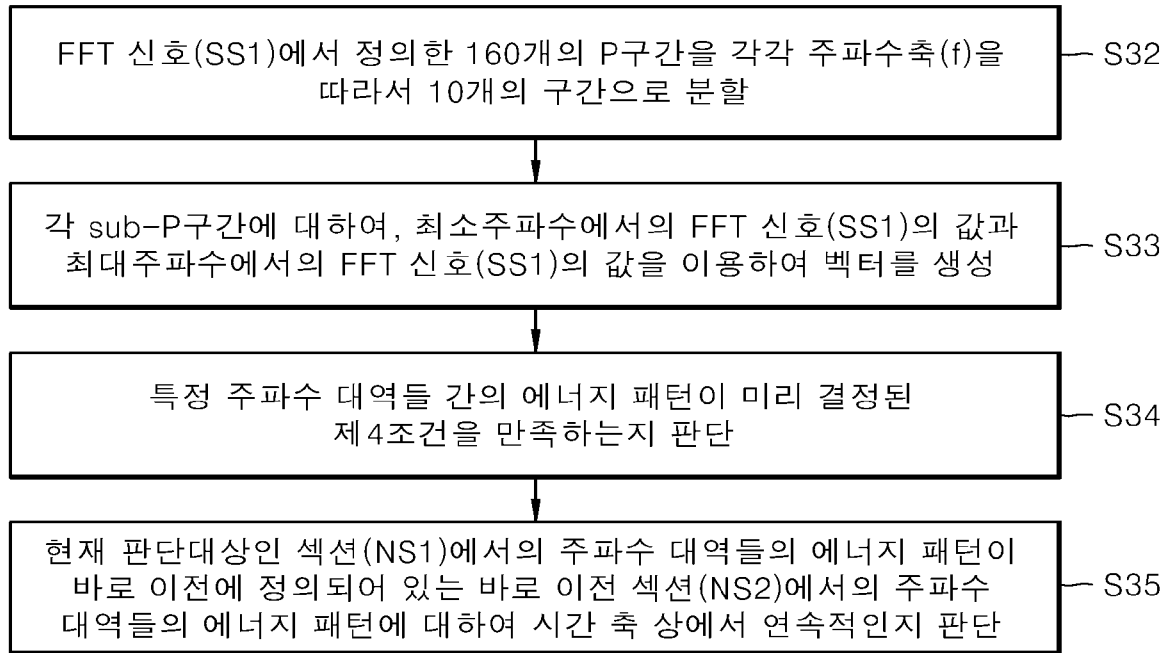 FFT 신호(SS1)에서 정의한 160개의 P구간을 각각 주파수축(f)을
따라서 10개의 구간으로 분할
S32
각 sub-P구간에 대하여, 최소주파수에서의 FFT 신호(SS1)의 값과
최대주파수에서의 FFT 신호(SS1)의 값을 이용하여 벡터를 생성
S33
특정 주파수 대역들 간의 에너지 패턴이 미리 결정된
제4조건을 만족하는지 판단
S34
현재 판단대상인 섹션(NS1)에서의 주파수 대역들의 에너지 패턴이
바로 이전에 정의되어 있는 바로 이전 섹션(NS2)에서의 주파수
대역들의 에너지 패턴에 대하여 시간 축 상에서 연속적인지 판단
S35